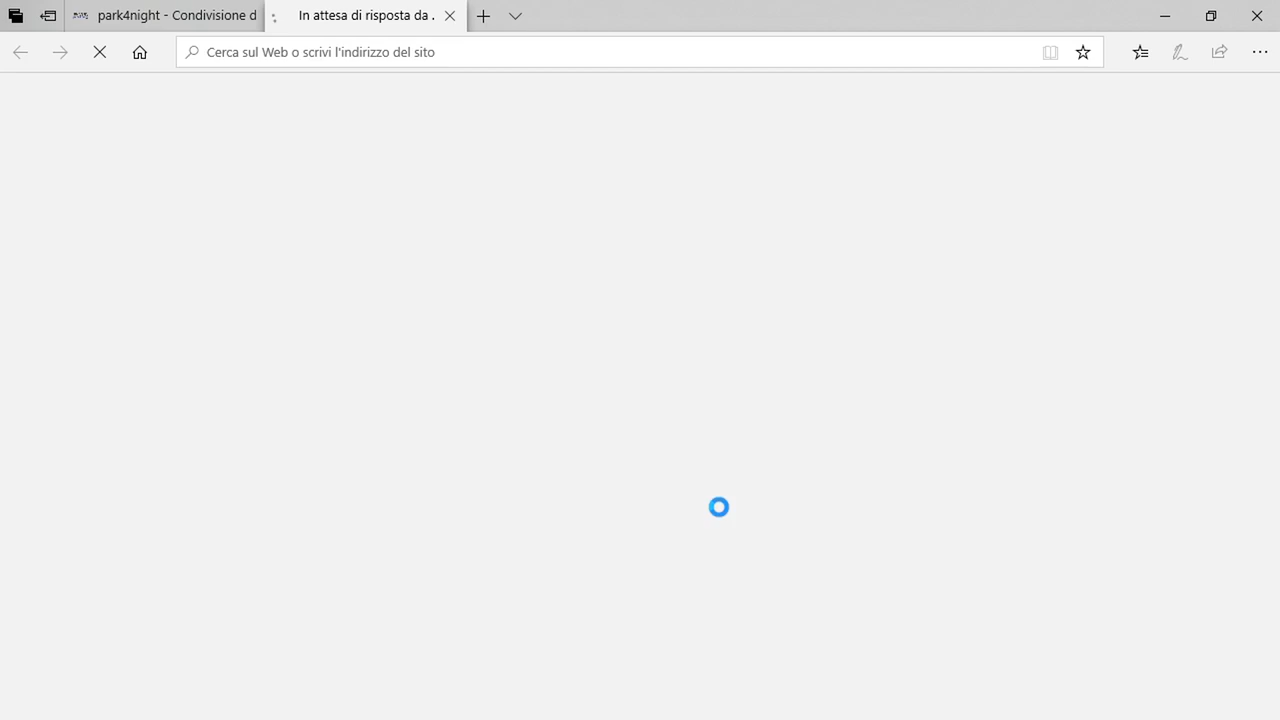 park4night - Condivisione d
In attesa di risposta da .
Cerca sul Web o scrivi l'indirizzo del sito